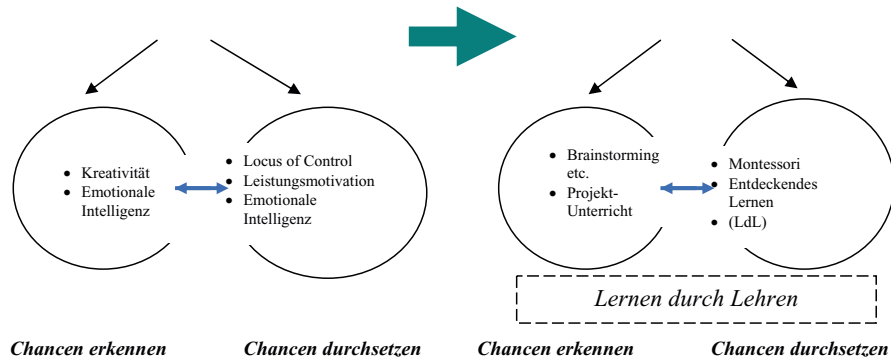 • Kreativität
• Emotionale
Intelligenz
• Locus of Control
• Leistungsmotivation
• Emotionale
Intelligenz
• Brainstorming
etc.
• Projekt-
Unterricht
• Montessori
• Entdeckendes
Lernen
• (LdL)
Lernen durch Lehren
Chancen erkennen
Chancen durchsetzen
Chancen erkennen
Chancen durchsetzen